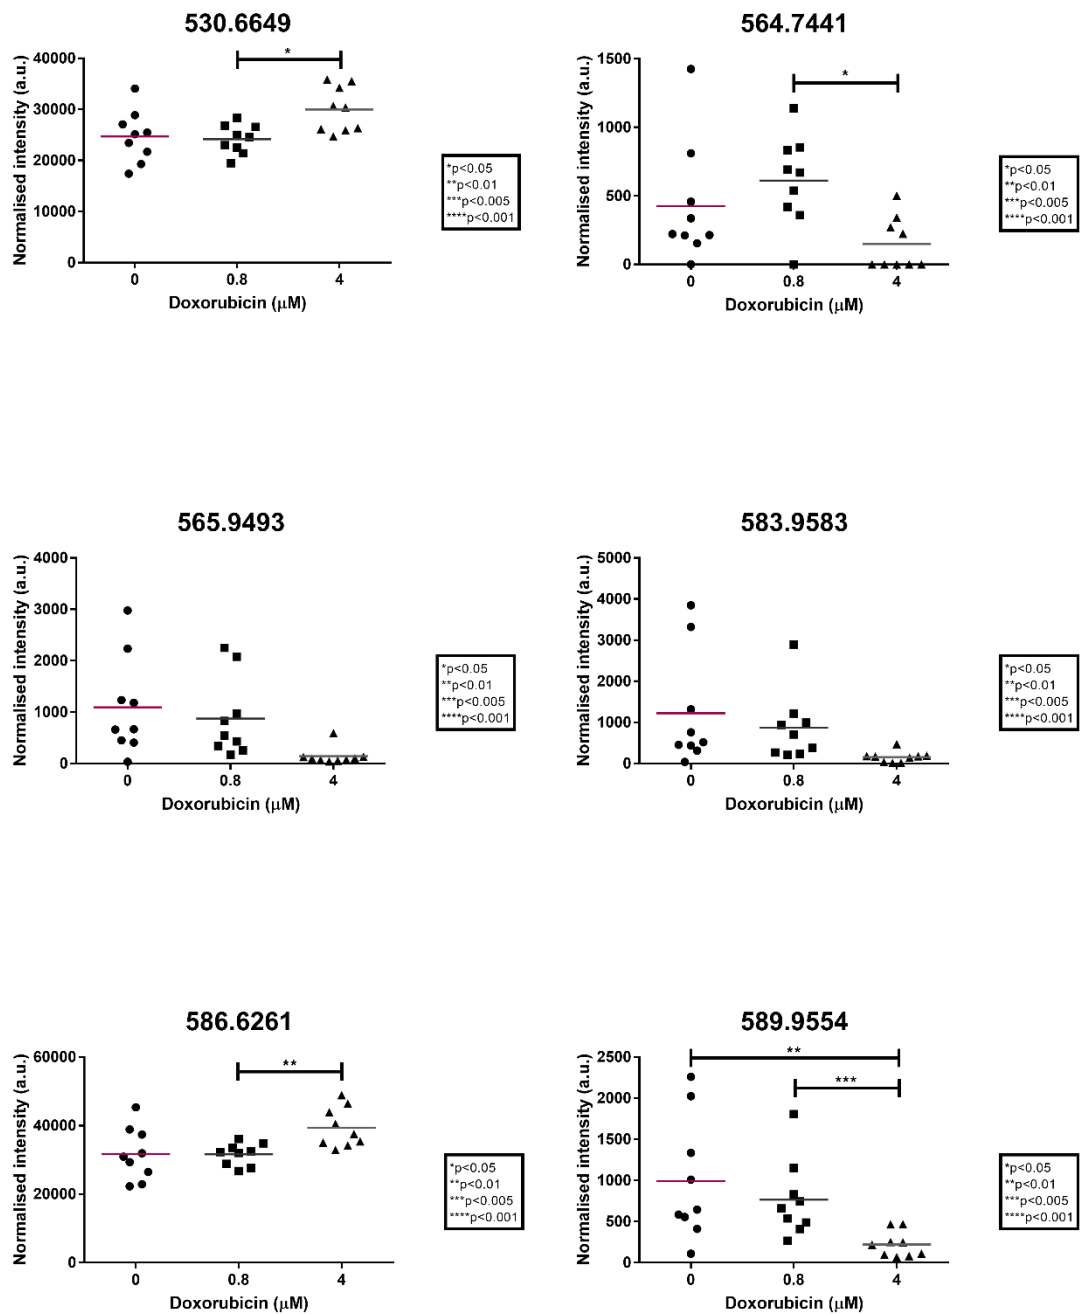 530.6649
*
Normalised intensity (a.u.)
40000
30000
20000
10000
0
0
0.8
4
Doxorubicin (μM)
*p<0.05
**p<0.01
***p<0.005
****p<0.001
564.7441
*
Normalised intensity (a.u.)
1500
1000
500
0
0
0.8
4
Doxorubicin (μM)
*p<0.05
**p<0.01
***p<0.005
****p<0.001
565.9493
Normalised intensity (a.u.)
4000
3000
2000
1000
0
0
0.8
4
Doxorubicin (μM)
*p<0.05
**p<0.01
***p<0.005
****p<0.001
583.9583
Normalised intensity (a.u.)
5000
4000
3000
2000
1000
0
0
0.8
4
Doxorubicin (μM)
*p<0.05
**p<0.01
***p<0.005
****p<0.001
586.6261
**
Normalised intensity (a.u.)
60000
40000
20000
0
0
0.8
4
Doxorubicin (μM)
*p<0.05
**p<0.01
***p<0.005
****p<0.001
589.9554
**
***
Normalised intensity (a.u.)
2500
2000
1500
1000
500
0
0
0.8
4
Doxorubicin (μM)
*p<0.05
**p<0.01
***p<0.005
****p<0.001